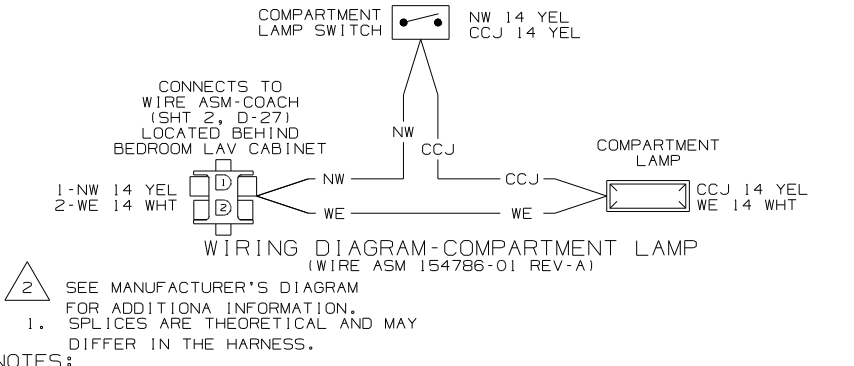 COMPARTMENT
LAMP SWITCH
NW 14 YEL
CCJ 14 YEL
CONNECTS TO
WIRE ASM-COACH
(SHT 2, D-27)
LOCATED BEHIND
BEDROOM LAV CABINET
NW
CCJ
COMPARTMENT
LAMP
1-NW 14 YEL
2-WE 14 WHT
1
2
NW
WE
CCJ
WE
CCJ 14 YEL
WE 14 WHT
WIRING DIAGRAM-COMPARTMENT LAMP
(WIRE ASM 154786-01 REV-A)
2 SEE MANUFACTURER'S DIAGRAM
FOR ADDITIONA INFORMATION.
1. SPLICES ARE THEORETICAL AND MAY
DIFFER IN THE HARNESS.
NOTES: